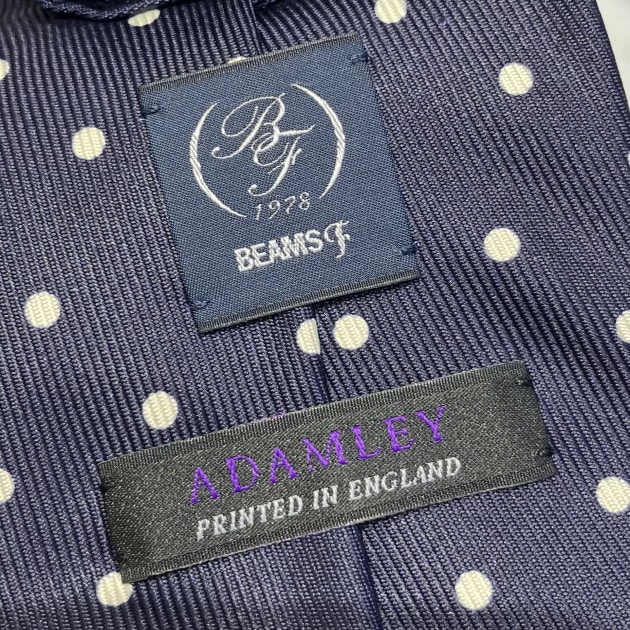 BF
1978
BEAMS F
ADAMLEY
PRINTED IN ENGLAND